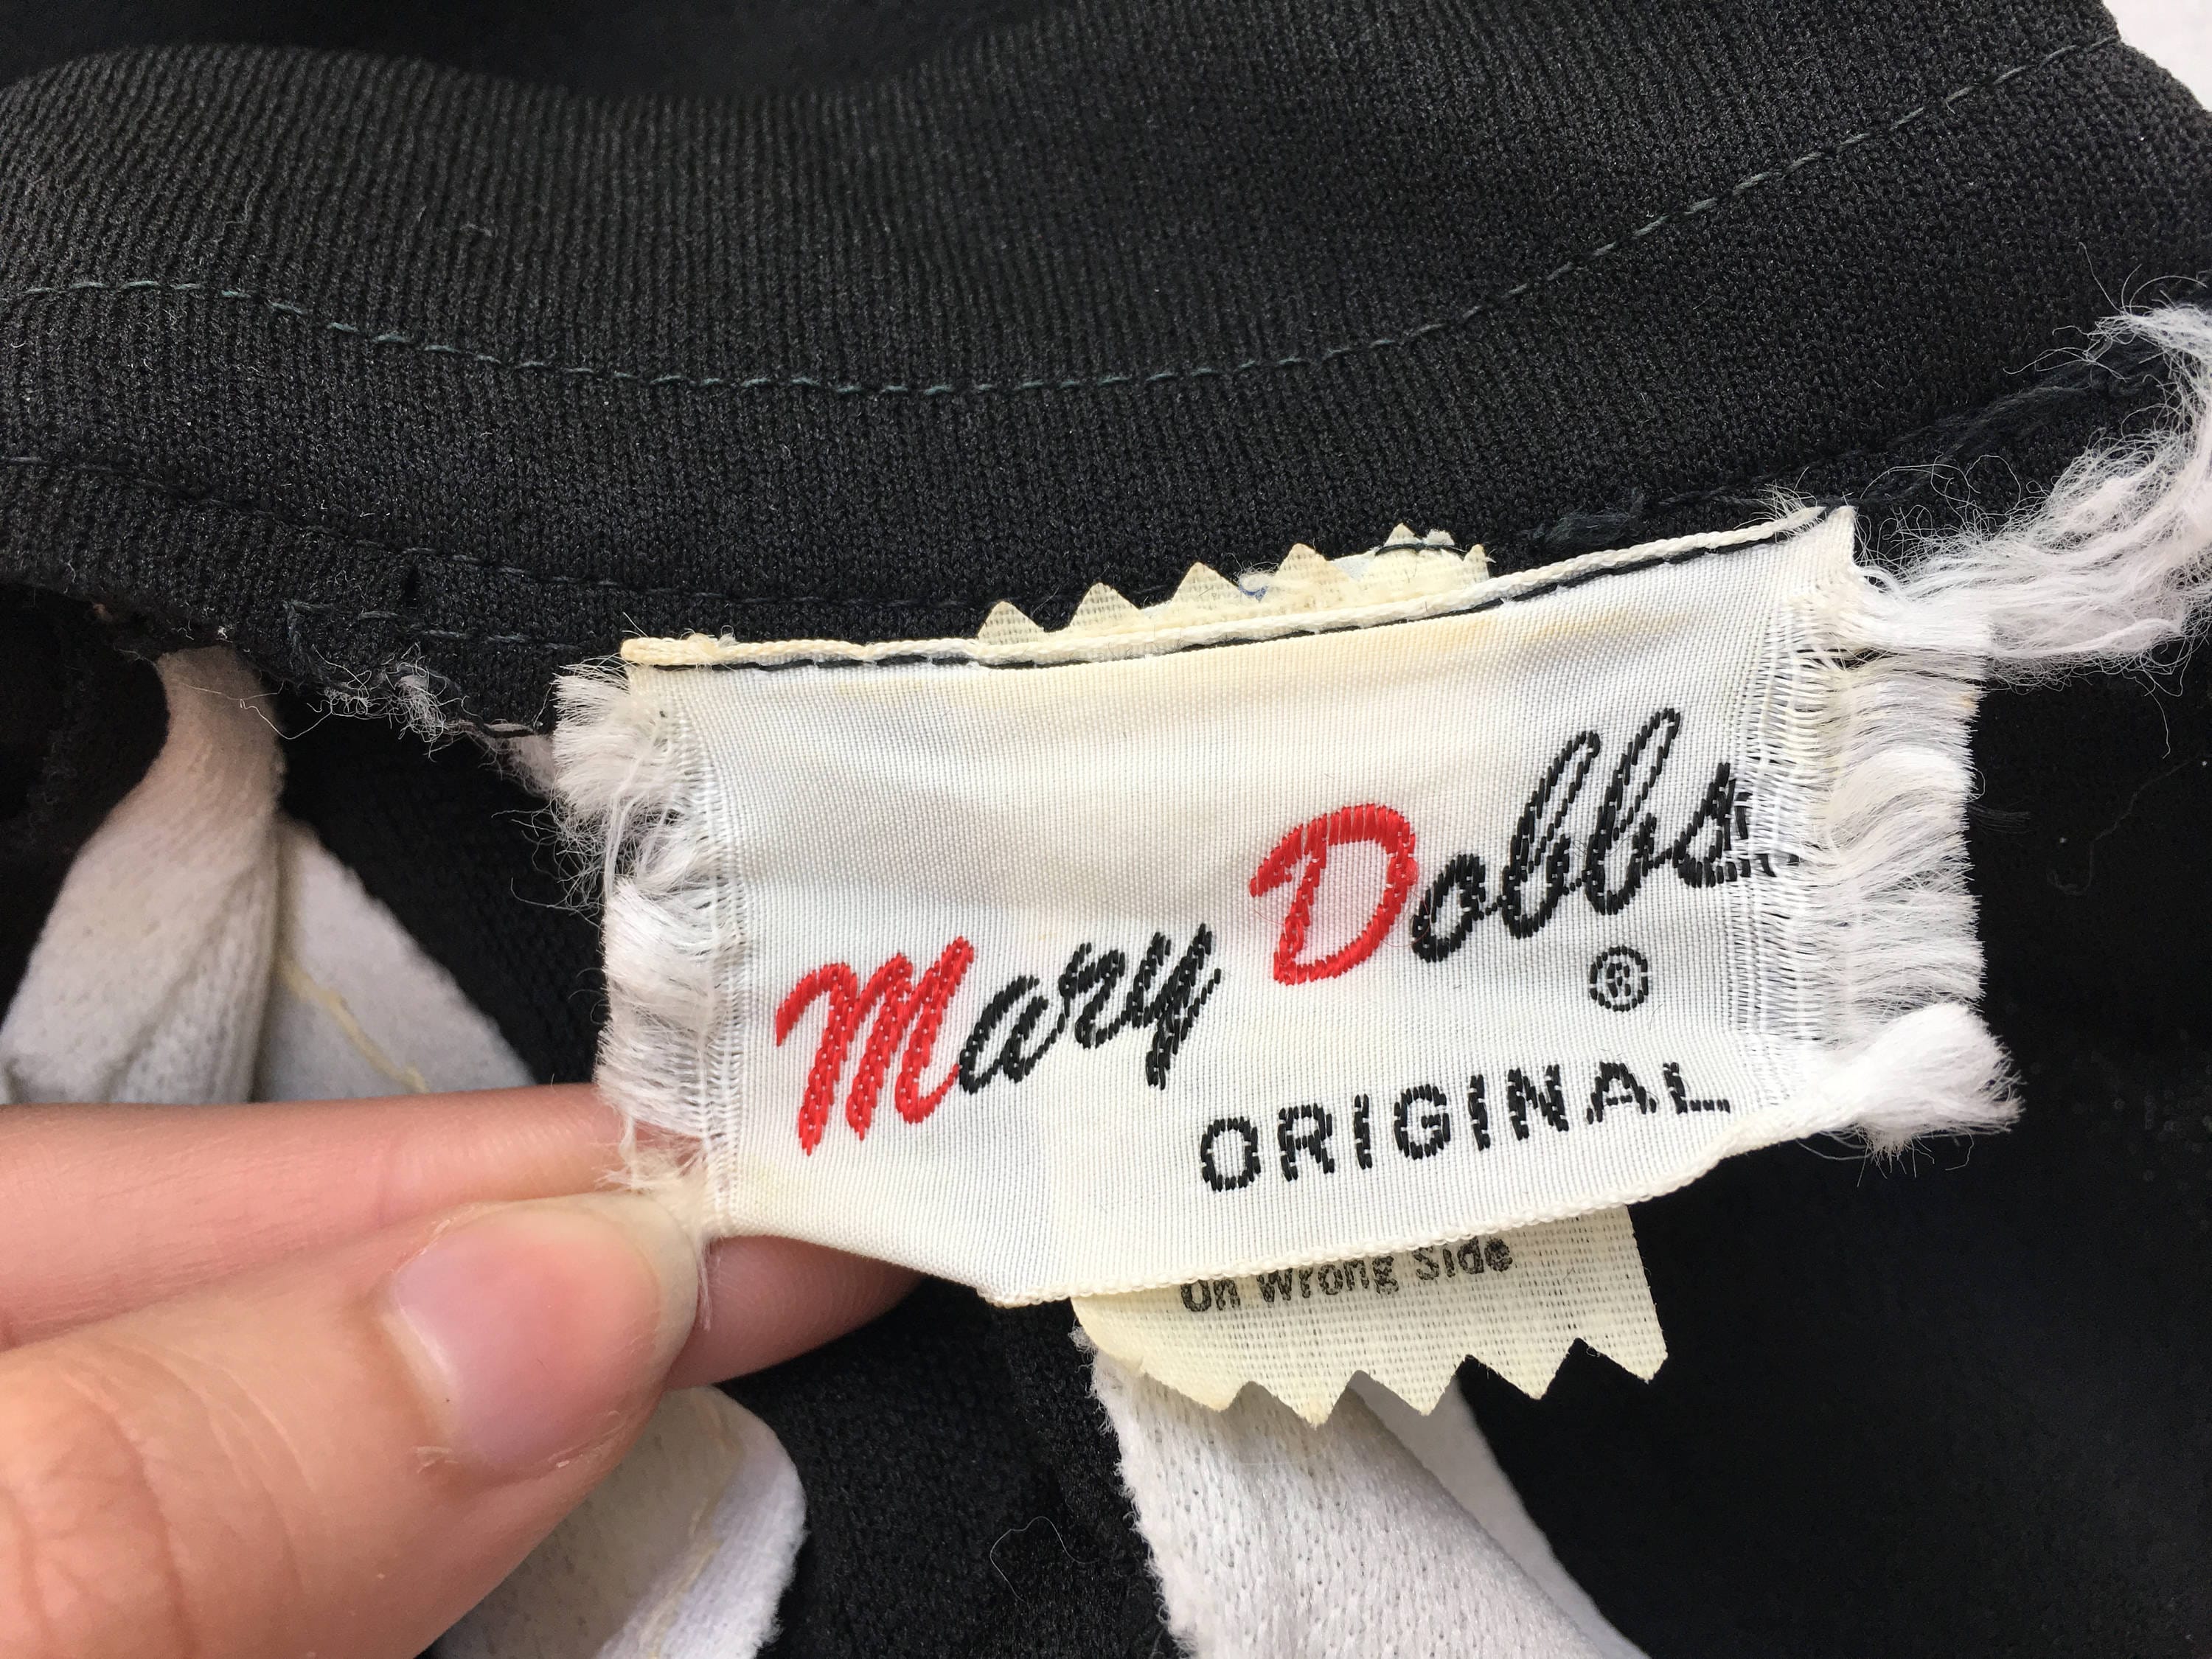 Mary Dobbs
®
ORIGINAL
On Wrong Side